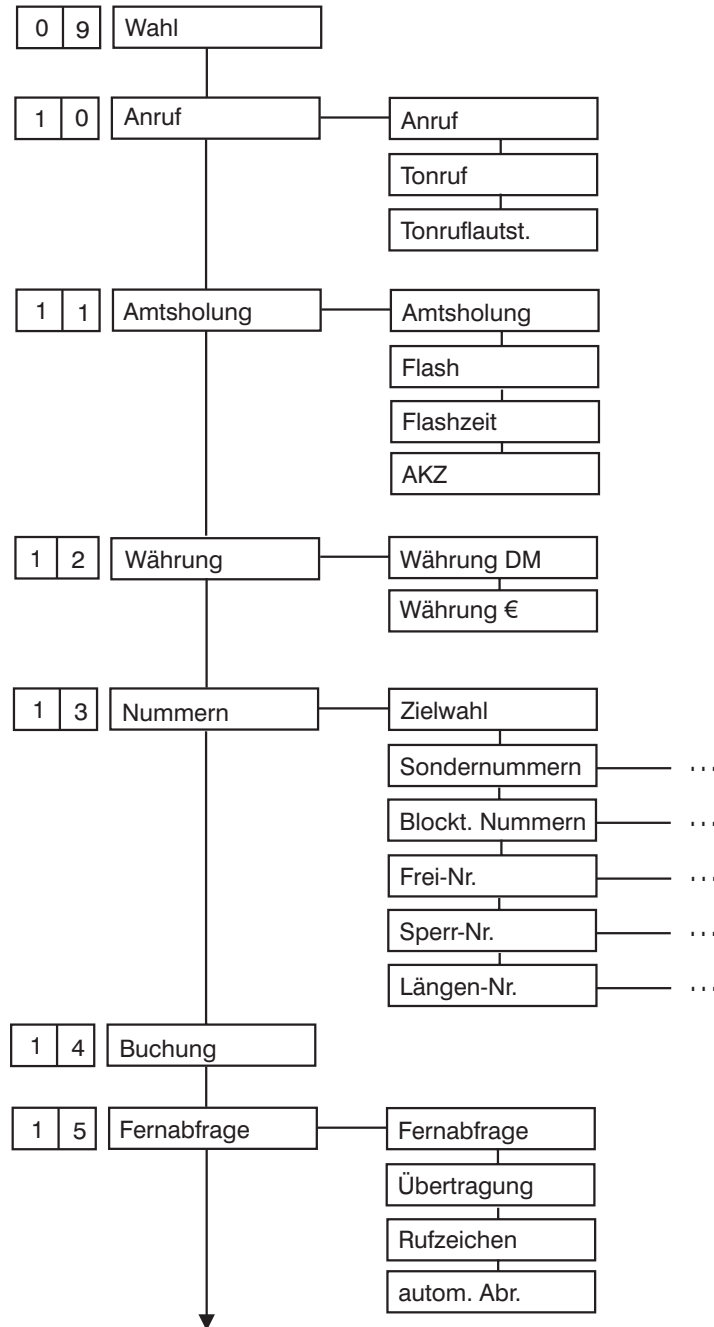 0 9 Wahl
1 0 Anruf Anruf
Tonruf
Tonruflautst.
1 1 Amtsholung Amtsholung
Flash
Flashzeit
AKZ
1 2 Währung Währung DM
Währung €
1 3 Nummern Zielwahl
Sondernummern ...
Blockt. Nummern ...
Frei-Nr. ...
Sperr-Nr. ...
Längen-Nr. ...
1 4 Buchung
1 5 Fernabfrage Fernabfrage
Übertragung
Rufzeichen
autom. Abr.